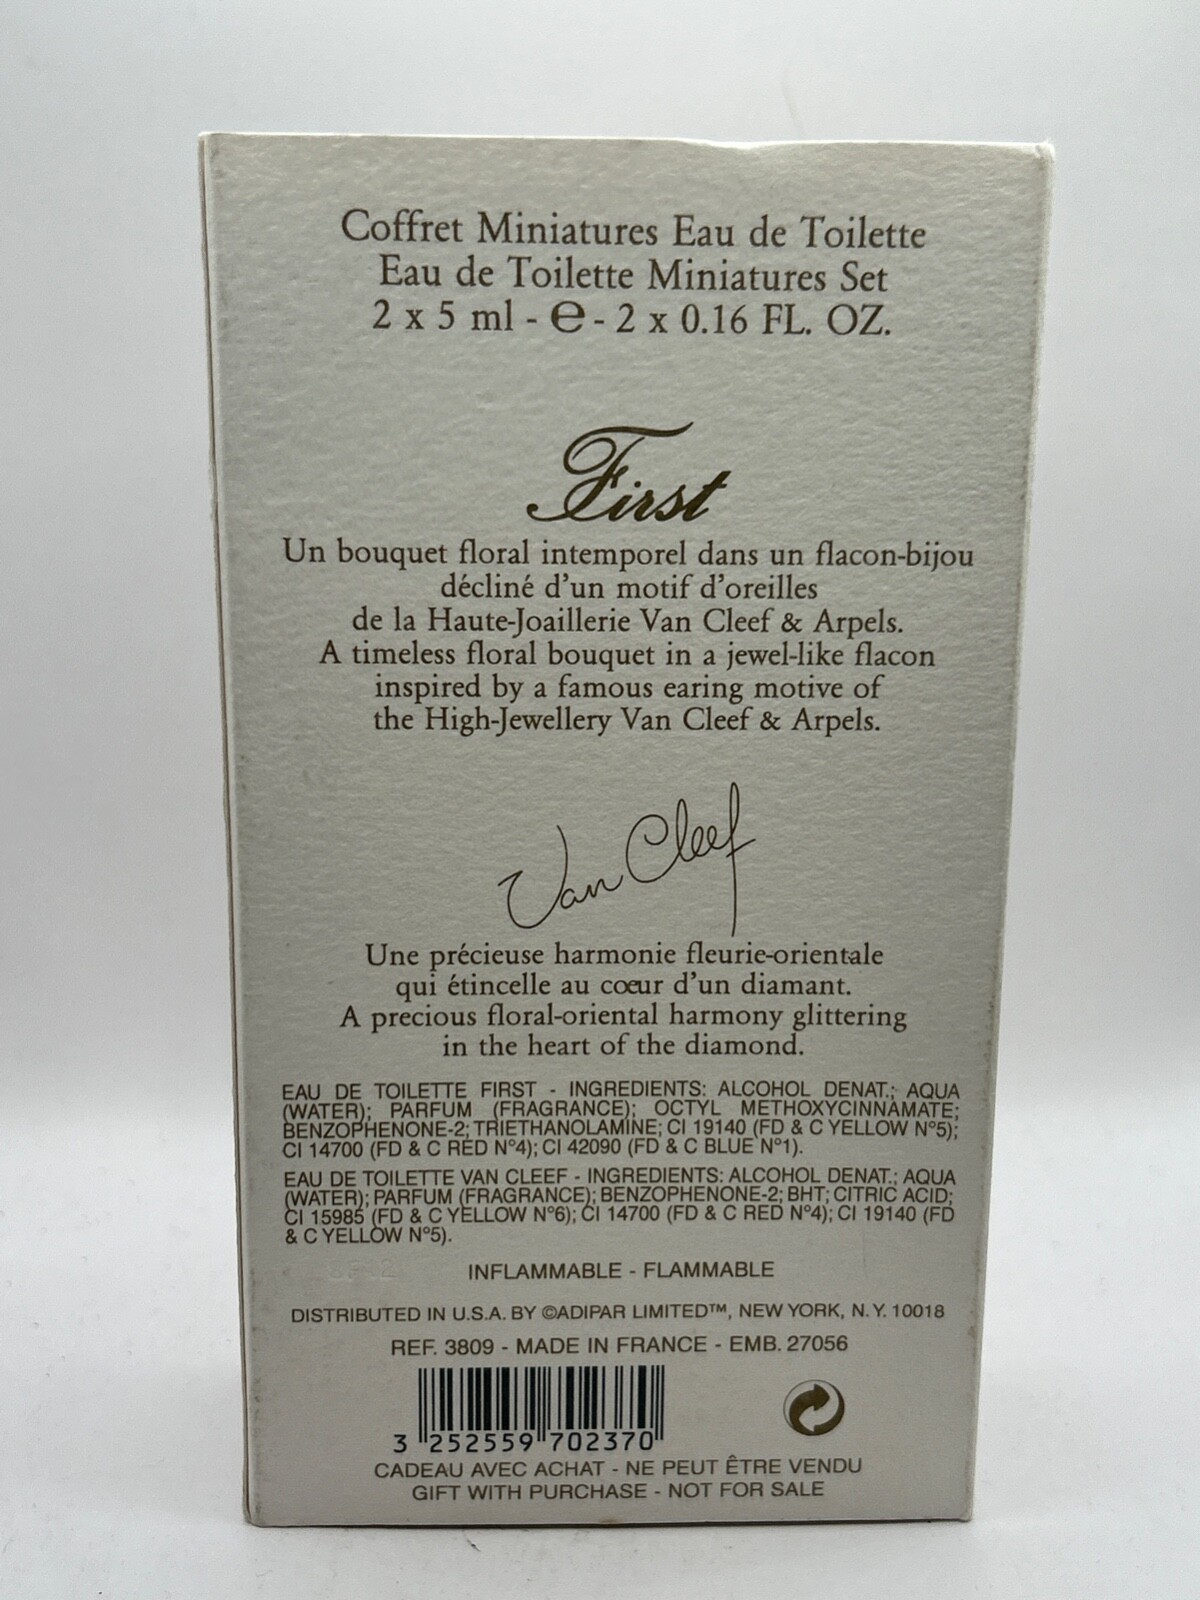 Coffret Miniatures Eau de Toilette
Eau de Toilette Miniatures Set
2 x 5 ml - e - 2 x 0.16 FL. OZ.
First
Un bouquet floral intemporel dans un flacon-bijou
décliné d'un motif d'oreilles
de la Haute-Joaillerie Van Cleef & Arpels.
A timeless floral bouquet in a jewel-like flacon
inspired by a famous earing motive of
the High-Jewellery Van Cleef & Arpels.
Van Cleef
Une précieuse harmonie fleurie-orientale
qui étincelle au cœur d'un diamant.
A precious floral-oriental harmony glittering
in the heart of the diamond.
EAU DE TOILETTE FIRST - INGREDIENTS: ALCOHOL DENAT.; AQUA
(WATER); PARFUM (FRAGRANCE); OCTYL METHOXYCINNAMATE;
BENZOPHENONE-2; TRIETHANOLAMINE; CI 19140 (FD & C YELLOW N°5);
CI 14700 (FD & C RED N°4); CI 42090 (FD & C BLUE N°1).
EAU DE TOILETTE VAN CLEEF - INGREDIENTS: ALCOHOL DENAT.; AQUA
(WATER); PARFUM (FRAGRANCE); BENZOPHENONE-2; BHT; CITRIC ACID;
CI 15985 (FD & C YELLOW N°6); CI 14700 (FD & C RED N°4); CI 19140 (FD
& C YELLOW N°5).
INFLAMMABLE - FLAMMABLE
DISTRIBUTED IN U.S.A. BY ©ADIPAR LIMITED™, NEW YORK, N.Y. 10018
REF. 3809 - MADE IN FRANCE - EMB. 27056
3 252559 702370
CADEAU AVEC ACHAT - NE PEUT ÊTRE VENDU
GIFT WITH PURCHASE - NOT FOR SALE